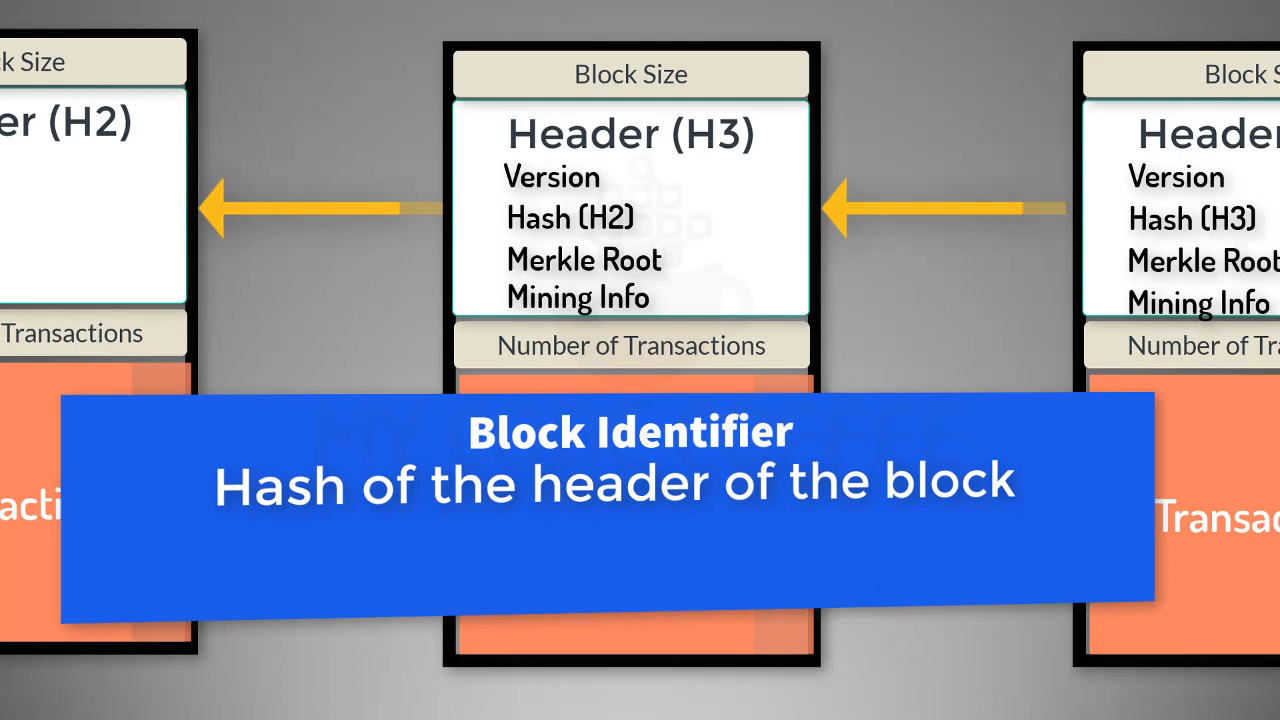 ck Size
er (H2)
Transactions
acti
Block Size
Header (H3)
Version
Hash (H2)
Merkle Root
Mining Info
Number of Transactions
Block S
Header
Version
Hash (H3)
Merkle Root
Mining Info
Number of Tra
Transac
Block Identifier
Hash of the header of the block